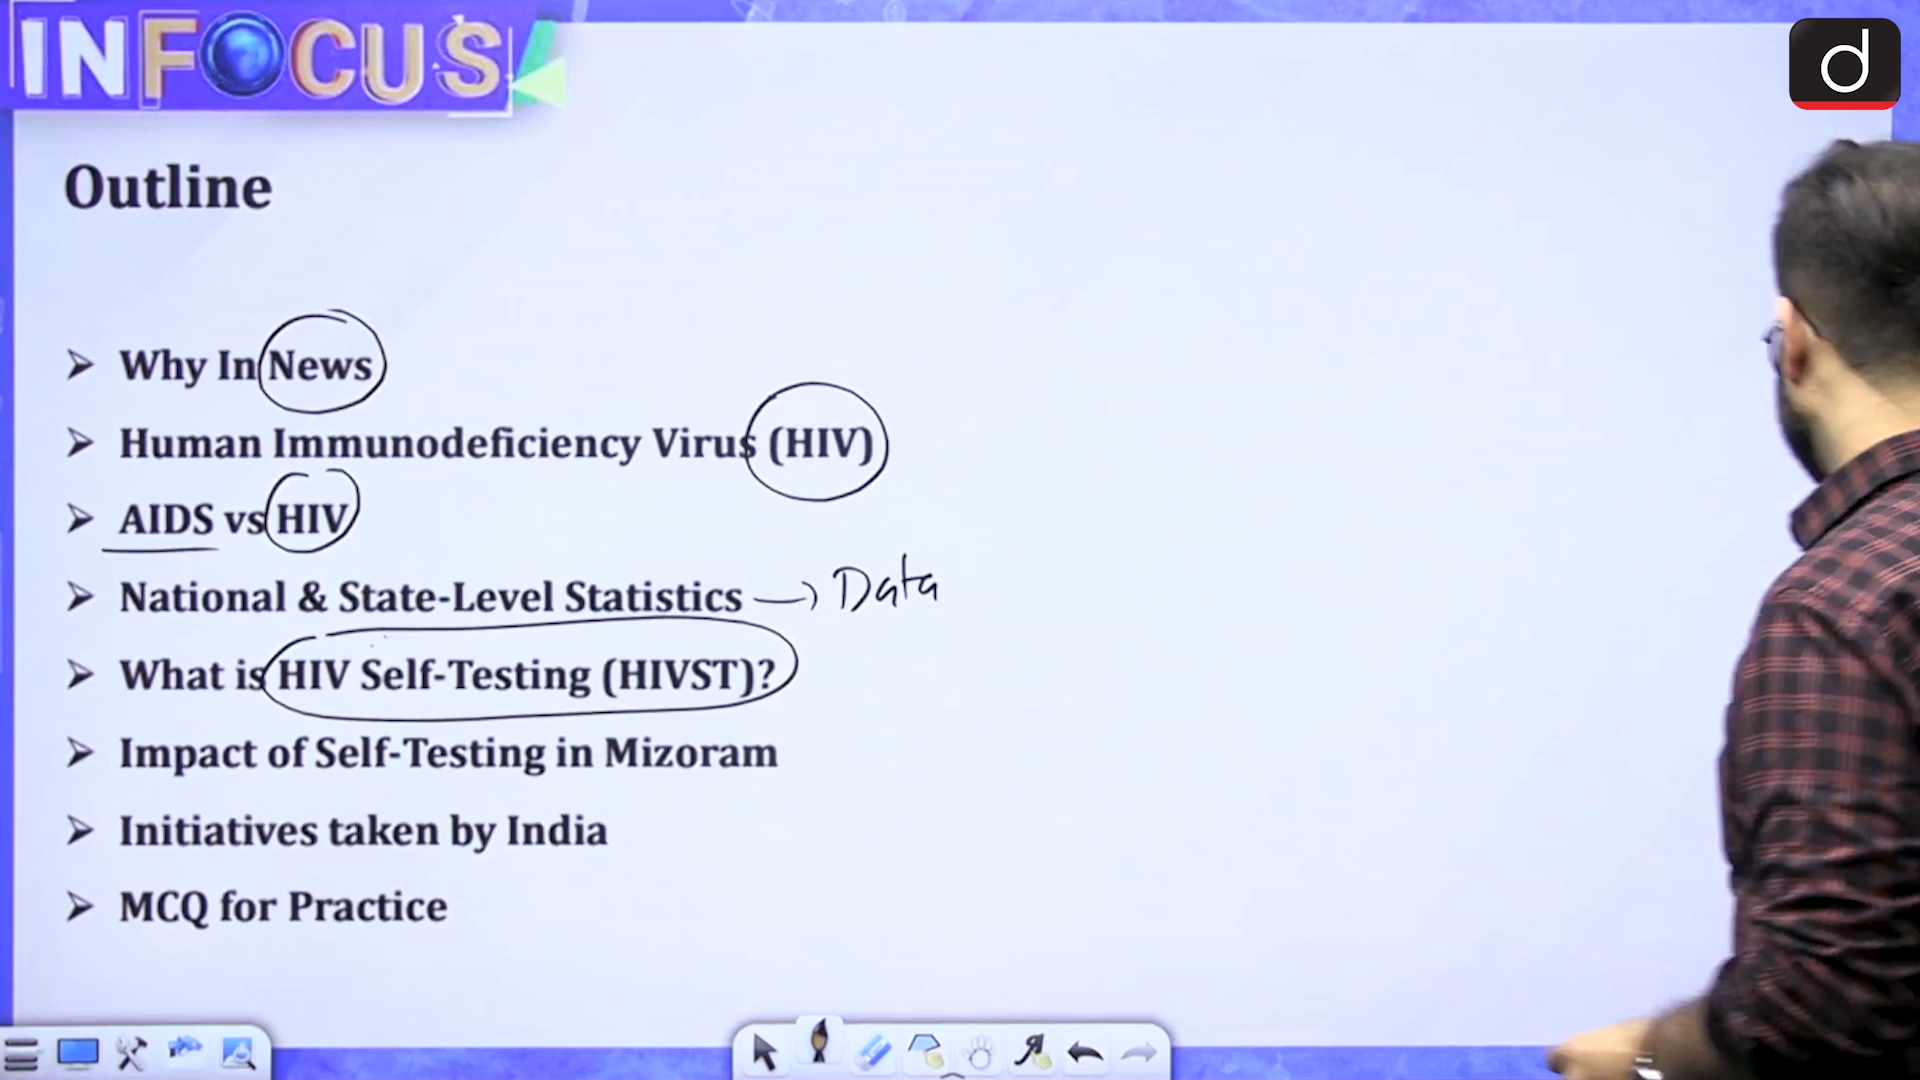 INFOCUS
d
Outline
➢ Why In News
➢ Human Immunodeficiency Virus (HIV)
➢ AIDS vs HIV
➢ National & State-Level Statistics → Data
➢ What is HIV Self-Testing (HIVST)?
➢ Impact of Self-Testing in Mizoram
➢ Initiatives taken by India
➢ MCQ for Practice